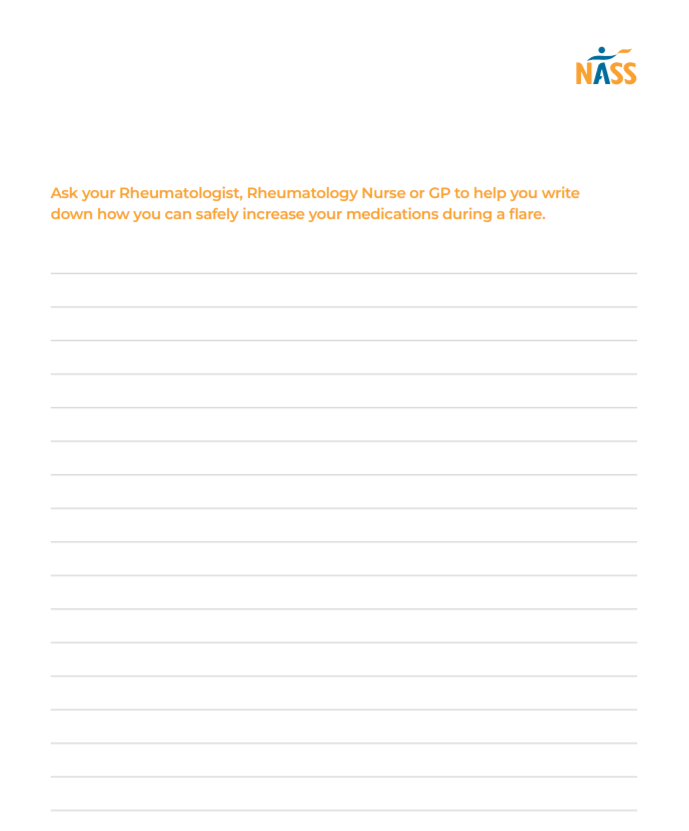 NASS
Ask your Rheumatologist, Rheumatology Nurse or GP to help you write
down how you can safely increase your medications during a flare.